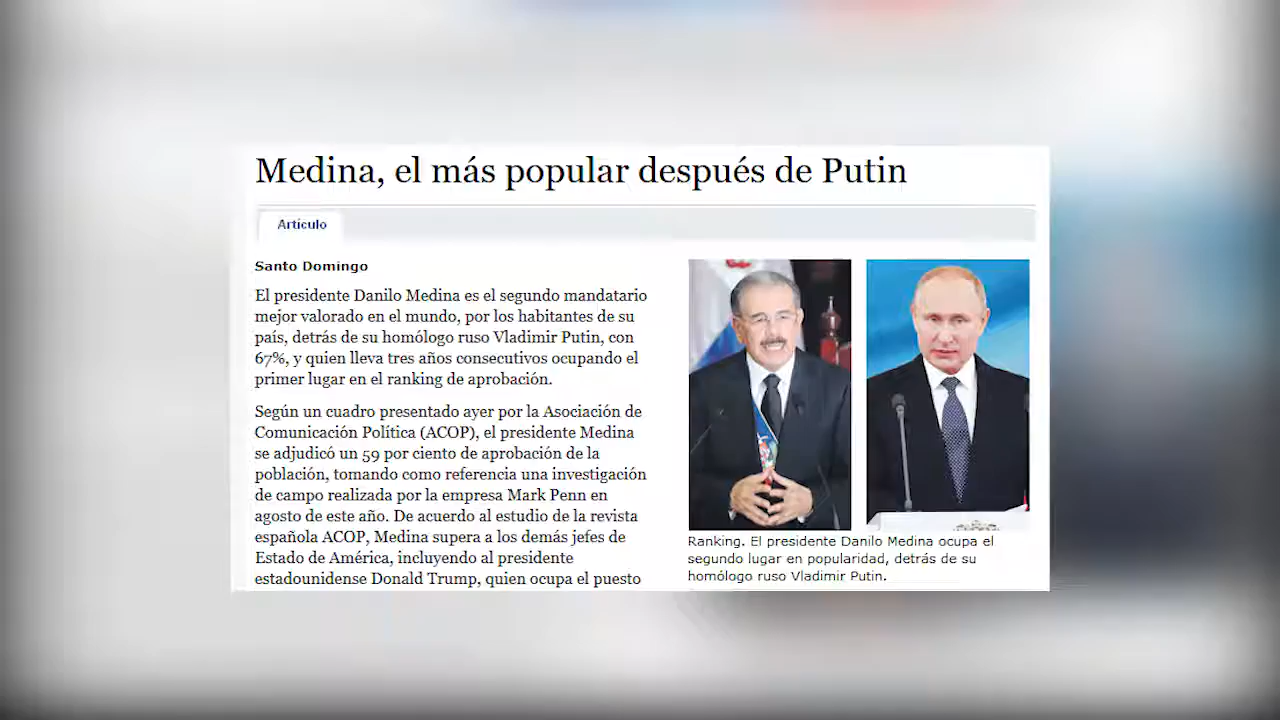 Medina, el más popular después de Putin
Artículo
Santo Domingo
El presidente Danilo Medina es el segundo mandatario
mejor valorado en el mundo, por los habitantes de su
país, detrás de su homólogo ruso Vladimir Putin, con
67%, y quien lleva tres años consecutivos ocupando el
primer lugar en el ranking de aprobación.
Según un cuadro presentado ayer por la Asociación de
Comunicación Política (ACOP), el presidente Medina
se adjudicó un 59 por ciento de aprobación de la
población, tomando como referencia una investigación
de campo realizada por la empresa Mark Penn en
agosto de este año. De acuerdo al estudio de la revista
española ACOP, Medina supera a los demás jefes de
Estado de América, incluyendo al presidente
estadounidense Donald Trump, quien ocupa el puesto
Ranking. El presidente Danilo Medina ocupa el
segundo lugar en popularidad, detrás de su
homólogo ruso Vladimir Putin.